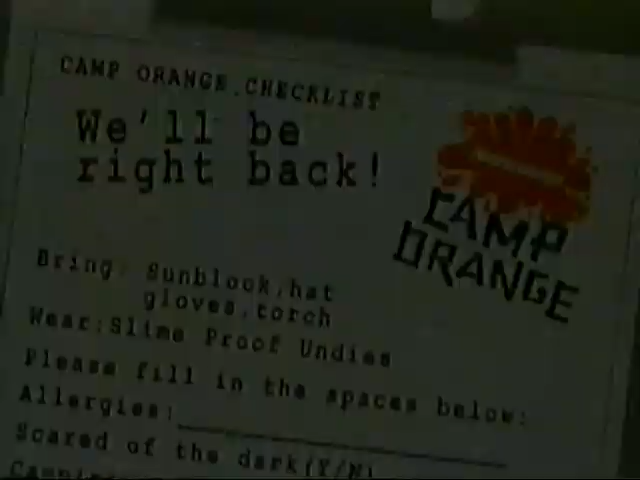 CAMP ORANGE.CHECKLIST
We'll be
right back!
CAMP
ORANGE
Bring: Sunblock,hat
gloves,torch
Wear:Slime Proof Undies
Please fill in the spaces below:
Allergies:
Scared of the dark(Y/N)